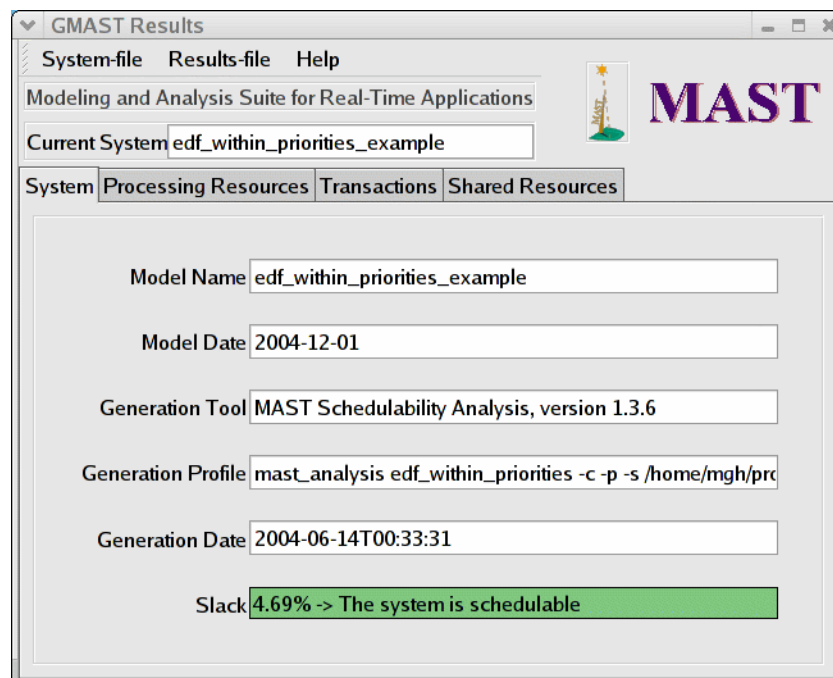 GMAST Results
System-file Results-file Help
Modeling and Analysis Suite for Real-Time Applications
MAST
MAST
Current System edf_within_priorities_example
System Processing Resources Transactions Shared Resources
Model Name edf_within_priorities_example
Model Date 2004-12-01
Generation Tool MAST Schedulability Analysis, version 1.3.6
Generation Profile mast_analysis edf_within_priorities -c -p -s /home/mgh/prc
Generation Date 2004-06-14T00:33:31
Slack 4.69% -> The system is schedulable